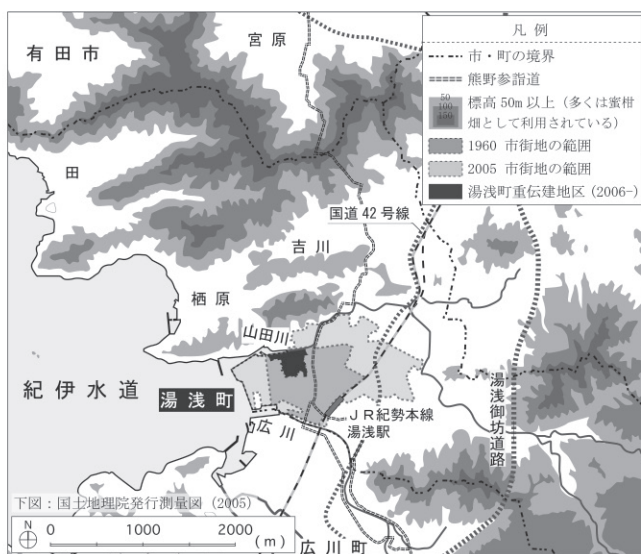 有田市
宮原
田
吉川
栖原
国道42号線
山田川
紀伊水道
湯浅町
広川
JR紀勢本線
湯浅駅
湯浅御坊道路
広川町
下図:国土地理院発行測量図(2005)
N
0 1000 2000 (m)
凡例
市・町の境界
熊野参詣道
50
100
150
標高50m以上(多くは蜜柑
畑として利用されている)
1960 市街地の範囲
2005 市街地の範囲
湯浅町重伝建地区(2006-)